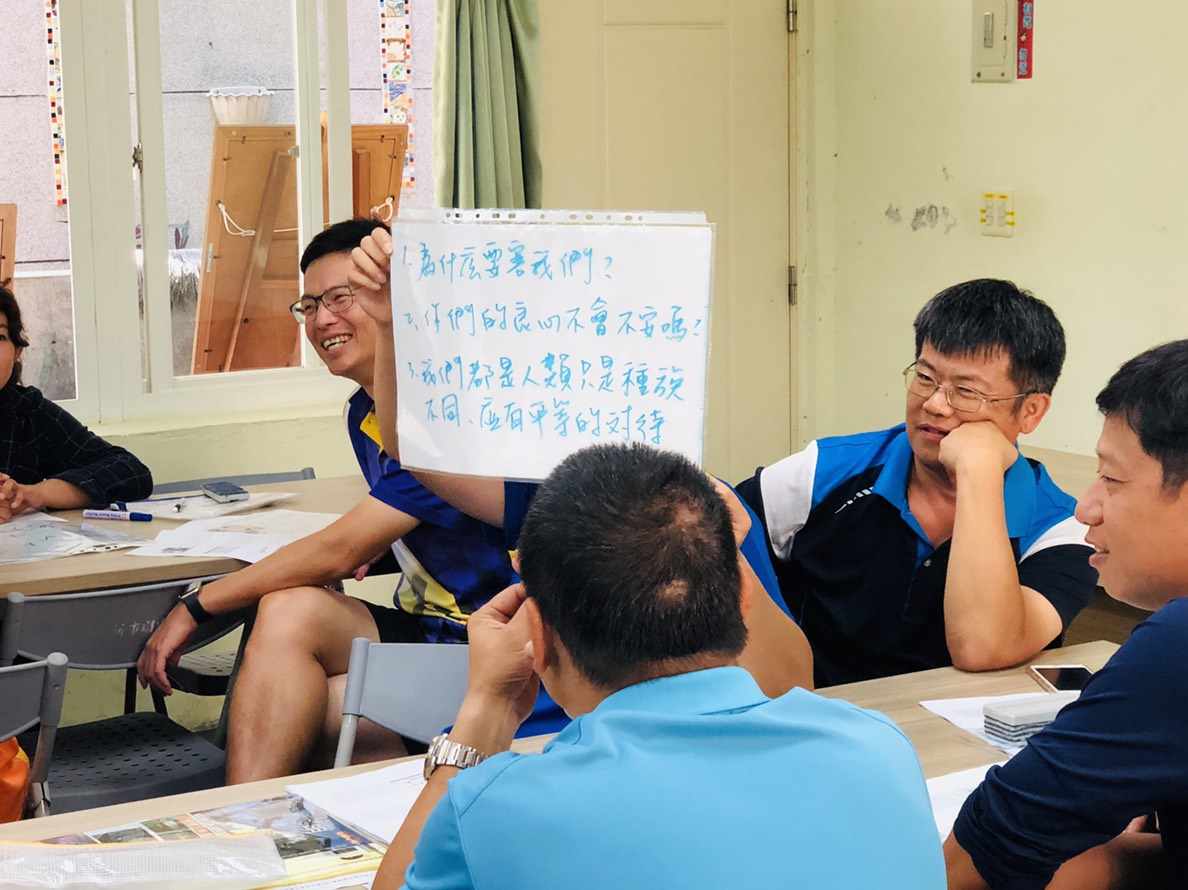 1. 為什麼要害我們?
2. 你們的良心不會不安嗎?
3. 我們都是人類只是種族
不同、應有平等的対待